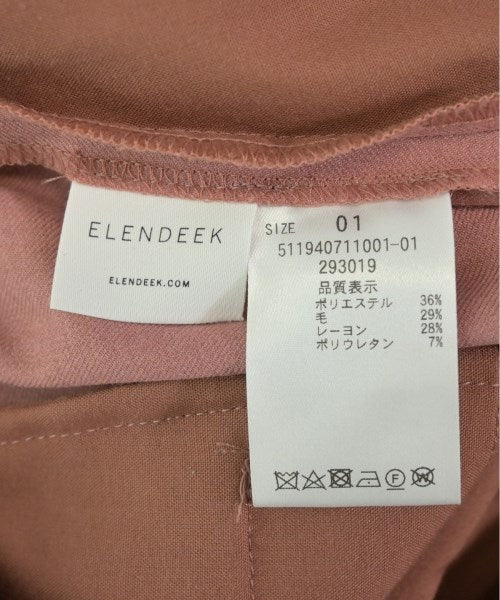 ELENDEEK
ELENDEEK.COM
SIZE 01
511940711001-01
293019
品質表示
ポリエステル 36%
毛 29%
レーヨン 28%
ポリウレタン 7%